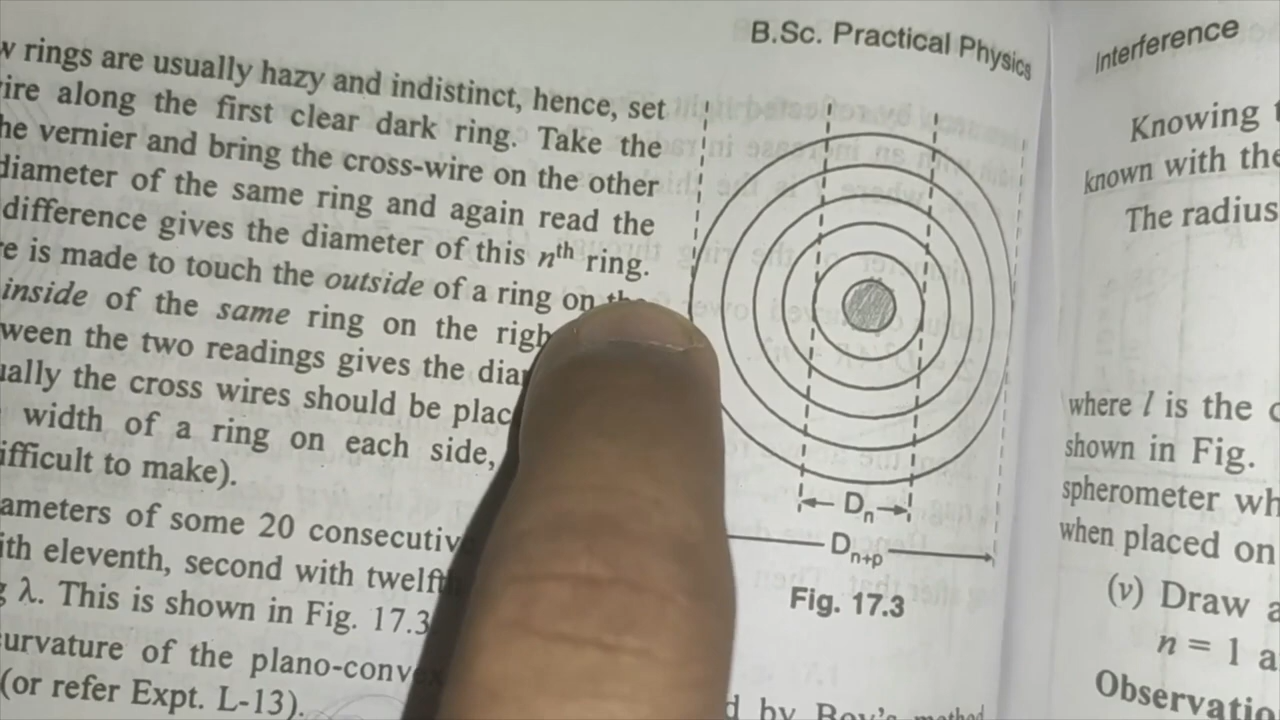 B.Sc. Practical Physics
w rings are usually hazy and indistinct, hence, set
ire along the first clear dark ring. Take the
he vernier and bring the cross-wire on the other
diameter of the same ring and again read the
difference gives the diameter of this nth ring.
e is made to touch the outside of a ring on the
inside of the same ring on the righ
ween the two readings gives the dia
ally the cross wires should be plac
width of a ring on each side,
ifficult to make).
ameters of some 20 consecutiv
ith eleventh, second with twelft
g λ. This is shown in Fig. 17.3
urvature of the plano-conv
(or refer Expt. L-13).
Dn
Dn+p
Fig. 17.3
d by Boy's method
Interference
Knowing
known with the
The radius
where l is the
shown in Fig.
spherometer wh
when placed on
(v) Draw a
n = 1 a
Observatio